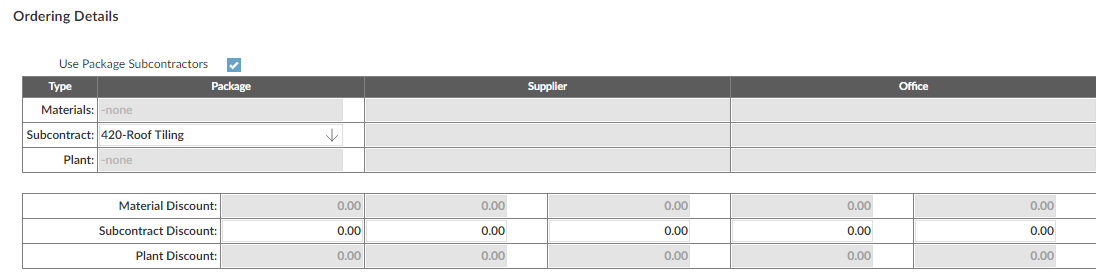 Ordering Details
Use Package Subcontractors
Type Package Supplier Office
Materials: -none
Subcontract: 420-Roof Tiling
Plant: -none
Material Discount: 0.00 0.00 0.00 0.00 0.00
Subcontract Discount: 0.00 0.00 0.00 0.00 0.00
Plant Discount: 0.00 0.00 0.00 0.00 0.00